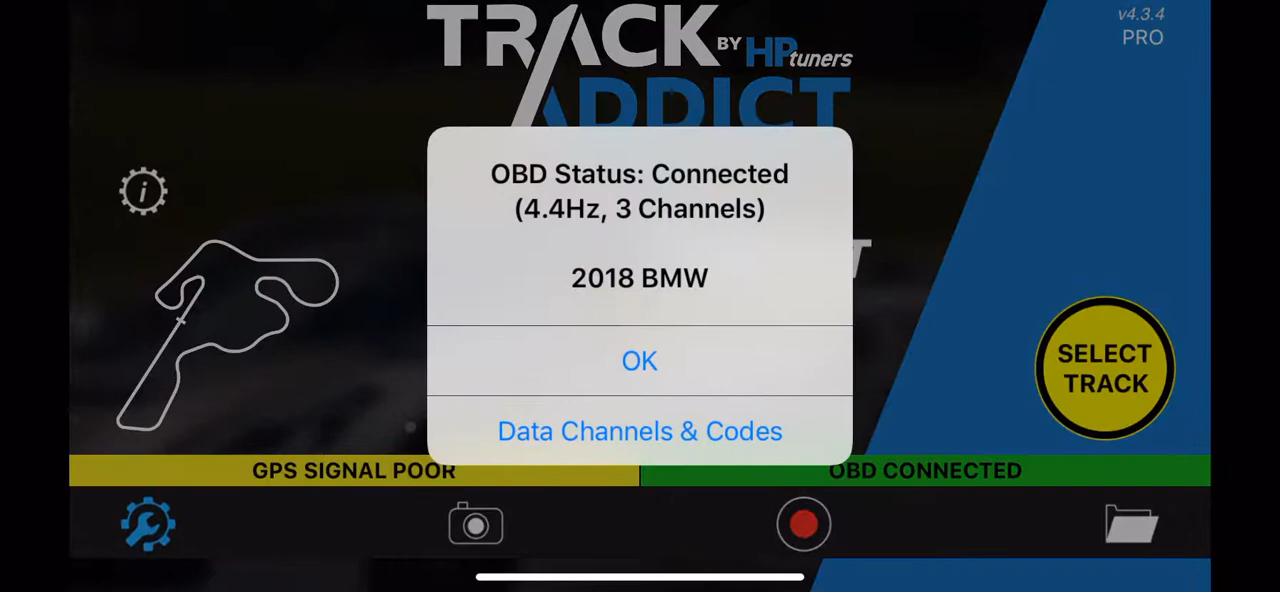 TRACK BY HP tuners
ADDICT
v4.3.4
PRO
OBD Status: Connected
(4.4Hz, 3 Channels)
2018 BMW
OK
Data Channels & Codes
SELECT
TRACK
GPS SIGNAL POOR
OBD CONNECTED